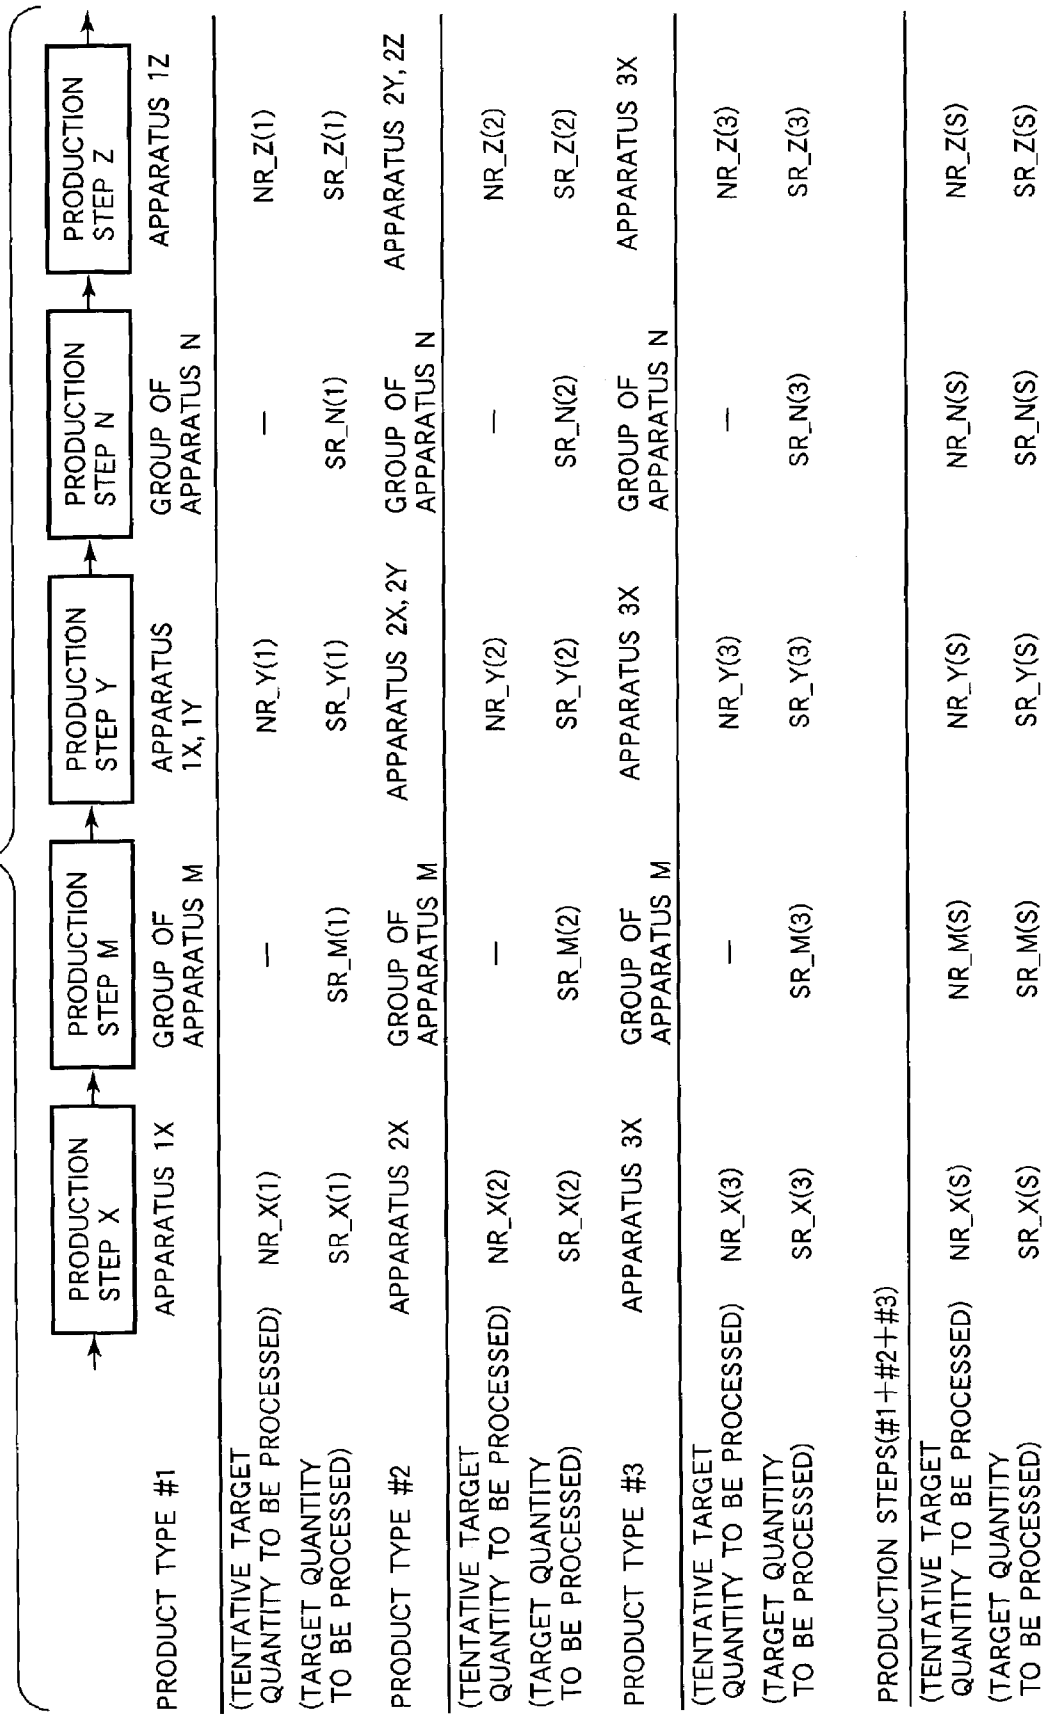 PRODUCTION
STEP X
PRODUCTION
STEP M
PRODUCTION
STEP Y
PRODUCTION
STEP N
PRODUCTION
STEP Z
PRODUCT TYPE #1
APPARATUS 1X
GROUP OF
APPARATUS M
APPARATUS
1X, 1Y
GROUP OF
APPARATUS N
APPARATUS 1Z
(TENTATIVE TARGET
QUANTITY TO BE PROCESSED) NR_X(1) — NR_Y(1) — NR_Z(1)
(TARGET QUANTITY
TO BE PROCESSED) SR_X(1) SR_M(1) SR_Y(1) SR_N(1) SR_Z(1)
PRODUCT TYPE #2
APPARATUS 2X
GROUP OF
APPARATUS M
APPARATUS 2X, 2Y
GROUP OF
APPARATUS N
APPARATUS 2Y, 2Z
(TENTATIVE TARGET
QUANTITY TO BE PROCESSED) NR_X(2) — NR_Y(2) — NR_Z(2)
(TARGET QUANTITY
TO BE PROCESSED) SR_X(2) SR_M(2) SR_Y(2) SR_N(2) SR_Z(2)
PRODUCT TYPE #3
APPARATUS 3X
GROUP OF
APPARATUS M
APPARATUS 3X
GROUP OF
APPARATUS N
APPARATUS 3X
(TENTATIVE TARGET
QUANTITY TO BE PROCESSED) NR_X(3) — NR_Y(3) — NR_Z(3)
(TARGET QUANTITY
TO BE PROCESSED) SR_X(3) SR_M(3) SR_Y(3) SR_N(3) SR_Z(3)
PRODUCTION STEPS(#1+#2+#3)
(TENTATIVE TARGET
QUANTITY TO BE PROCESSED) NR_X(S) NR_M(S) NR_Y(S) NR_N(S) NR_Z(S)
(TARGET QUANTITY
TO BE PROCESSED) SR_X(S) SR_M(S) SR_Y(S) SR_N(S) SR_Z(S)